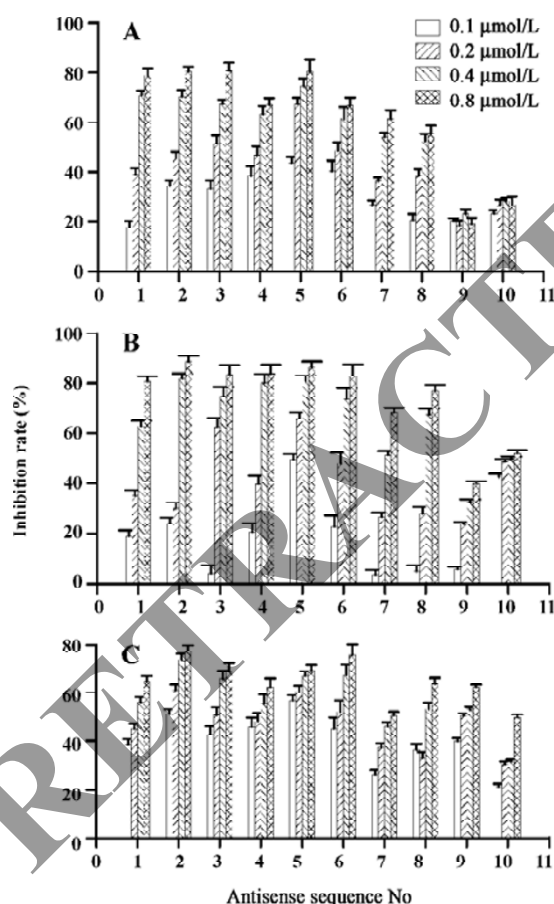 A
0.1 μmol/L
0.2 μmol/L
0.4 μmol/L
0.8 μmol/L
100
80
60
40
20
0
0 1 2 3 4 5 6 7 8 9 10 11
B
100
80
60
40
20
0
0 1 2 3 4 5 6 7 8 9 10 11
Inhibition rate (%)
C
80
60
40
20
0
0 1 2 3 4 5 6 7 8 9 10 11
Antisense sequence No
RETRACTE